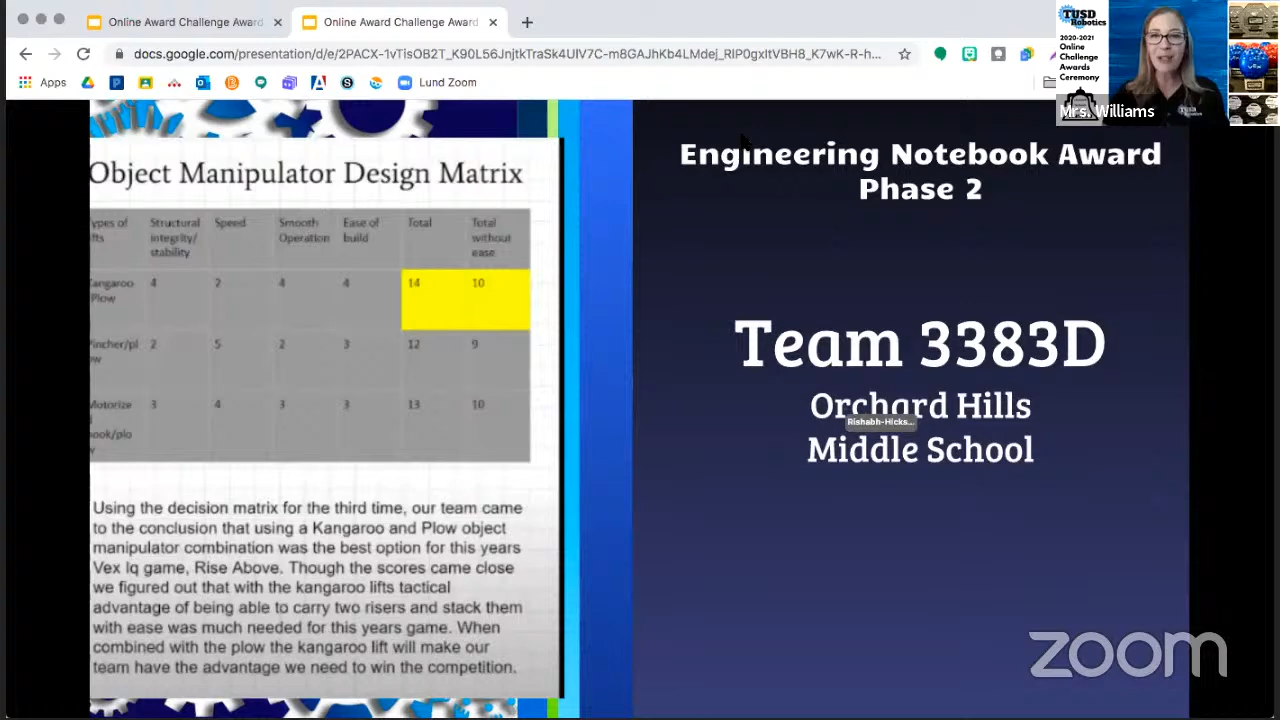 Online Award Challenge Award
Online Award Challenge Award
docs.google.com/presentation/d/e/
Apps
Lund Zoom
TUSD
Robotics
2020-2021
Online
Challenge
Awards
Ceremony
Mrs. Williams
Object Manipulator Design Matrix
Structural Speed Smooth Ease of Total Total
integrity/ Operation build without
stability ease
4 2 4 4 14 10
Plow
2 5 2 3 12 9
3 4 3 3 13 10
Using the decision matrix for the third time, our team came
to the conclusion that using a Kangaroo and Plow object
manipulator combination was the best option for this years
Vex Iq game, Rise Above. Though the scores came close
we figured out that with the kangaroo lifts tactical
advantage of being able to carry two risers and stack them
with ease was much needed for this years game. When
combined with the plow the kangaroo lift will make our
team have the advantage we need to win the competition.
Engineering Notebook Award
Phase 2
Team 3383D
Orchard Hills
Rishabh-Hicks...
Middle School
zoom